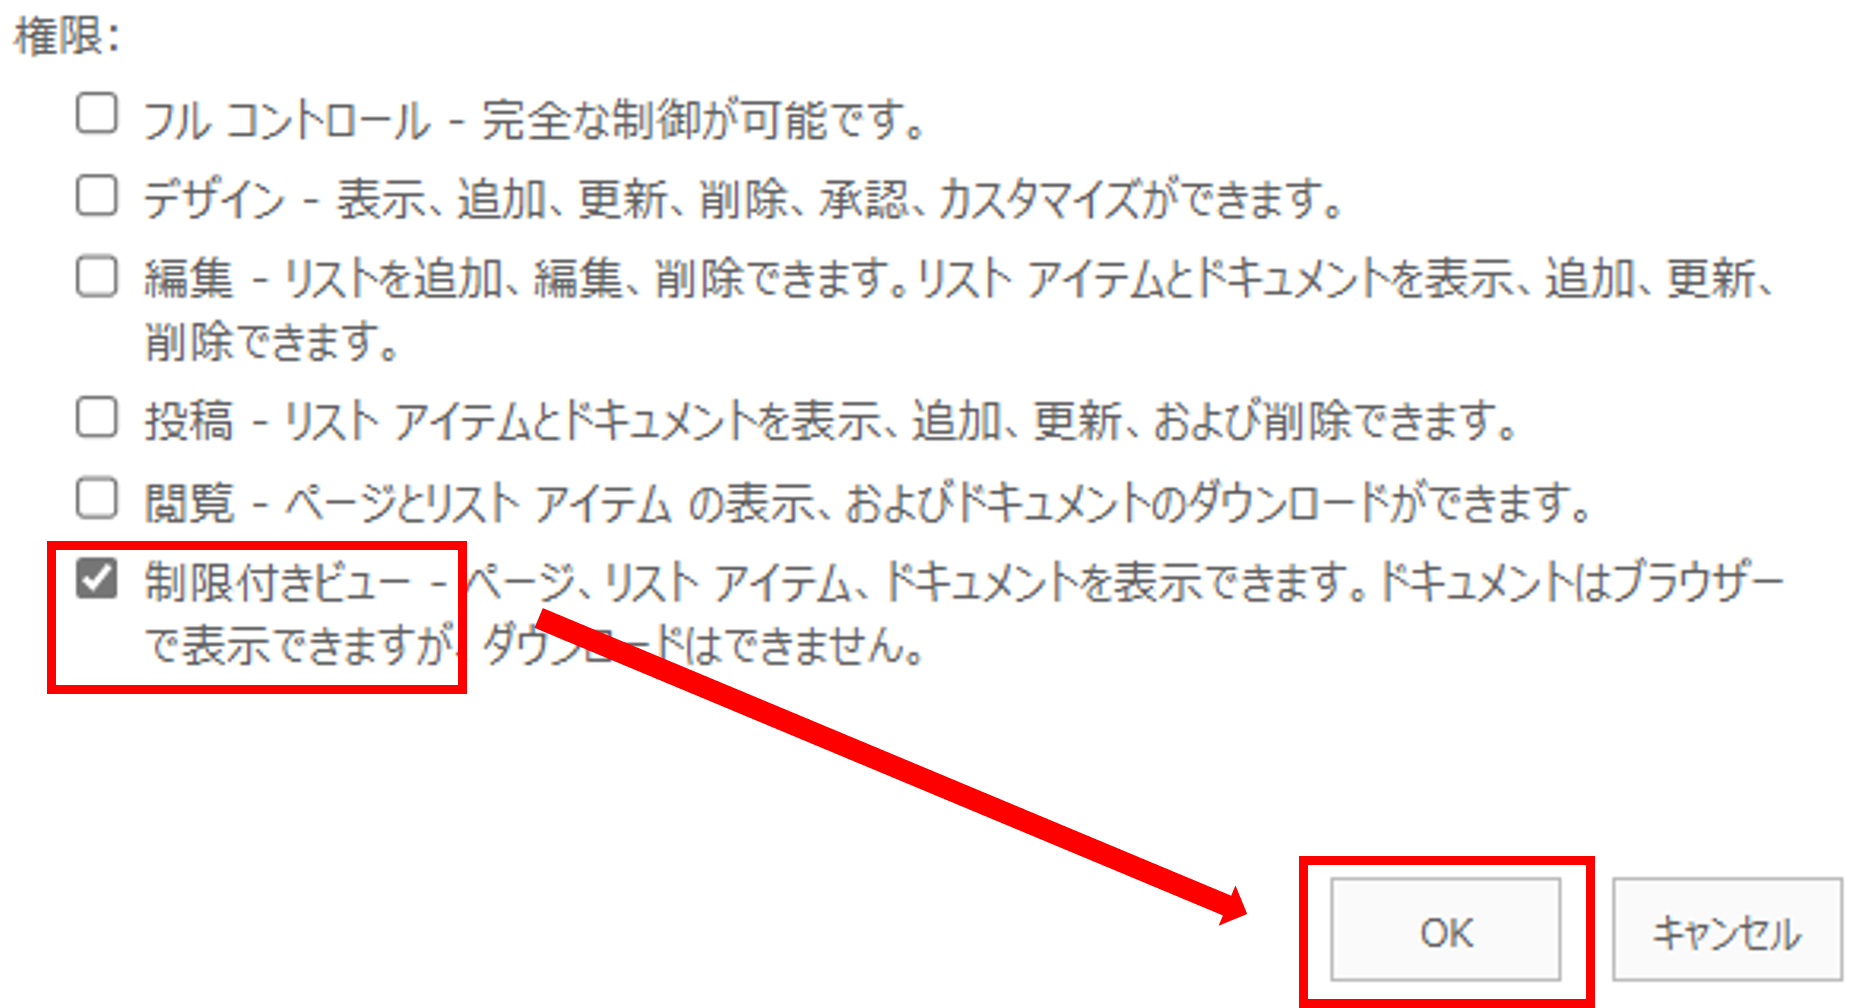 権限:
フル コントロール - 完全な制御が可能です。
デザイン - 表示、追加、更新、削除、承認、カスタマイズができます。
編集 - リストを追加、編集、削除できます。リスト アイテムとドキュメントを表示、追加、更新、
削除できます。
投稿 - リスト アイテムとドキュメントを表示、追加、更新、および削除できます。
閲覧 - ページとリスト アイテム の表示、およびドキュメントのダウンロードができます。
制限付きビュー - ページ、リスト アイテム、ドキュメントを表示できます。ドキュメントはブラウザー
で表示できますが、ダウンロードはできません。
OK
キャンセル